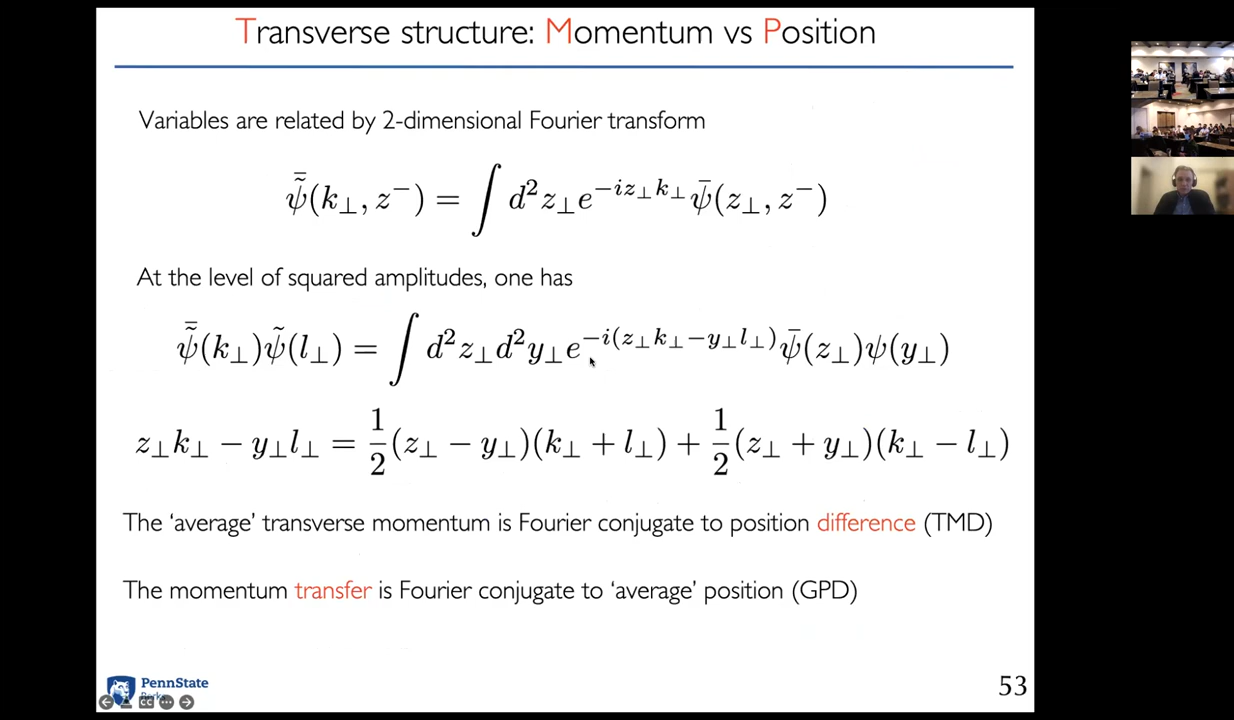 Transverse structure: Momentum vs Position
Variables are related by 2-dimensional Fourier transform
$\bar{\tilde{\psi}}(k_\perp, z^-) = \int d^2 z_\perp e^{-i z_\perp k_\perp} \bar{\psi}(z_\perp, z^-)$
At the level of squared amplitudes, one has
$\bar{\tilde{\psi}}(k_\perp) \tilde{\psi}(l_\perp) = \int d^2 z_\perp d^2 y_\perp e^{-i(z_\perp k_\perp - y_\perp l_\perp)} \bar{\psi}(z_\perp) \psi(y_\perp)$
$z_\perp k_\perp - y_\perp l_\perp = \frac{1}{2}(z_\perp - y_\perp)(k_\perp + l_\perp) + \frac{1}{2}(z_\perp + y_\perp)(k_\perp - l_\perp)$
The ‘average’ transverse momentum is Fourier conjugate to position difference (TMD)
The momentum transfer is Fourier conjugate to ‘average’ position (GPD)
PennState
53